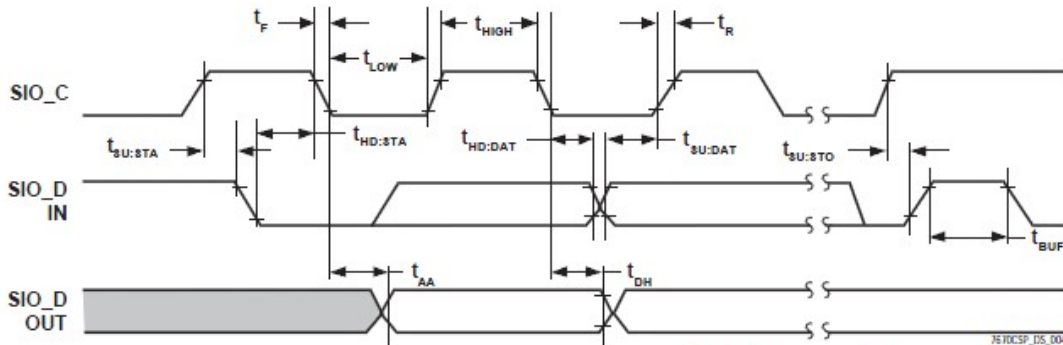 tF
tHIGH
tR
tLOW
SIO_C
tSU:STA
tHD:STA
tHD:DAT
tSU:DAT
tSU:STO
SIO_D
IN
tBUF
tAA
tDH
SIO_D
OUT